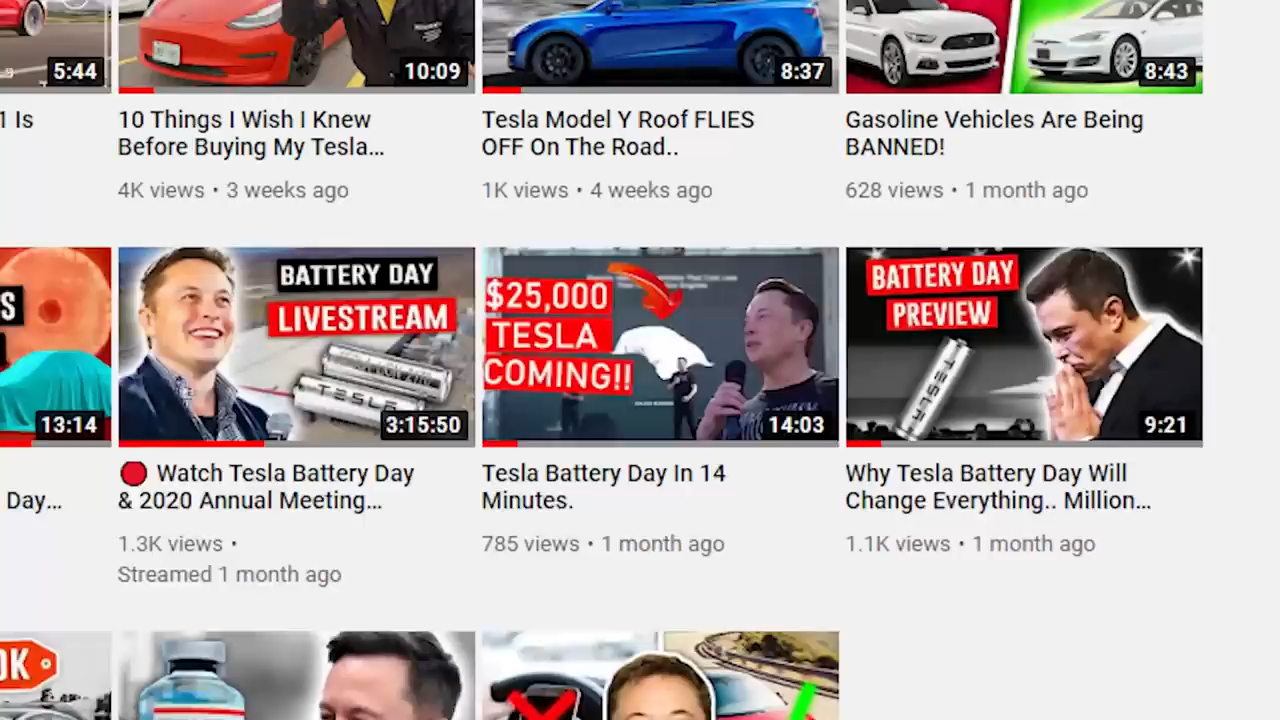 5:44
10:09
8:37
8:43
1 Is
10 Things I Wish I Knew
Before Buying My Tesla...
4K views • 3 weeks ago
Tesla Model Y Roof FLIES
OFF On The Road..
1K views • 4 weeks ago
Gasoline Vehicles Are Being
BANNED!
628 views • 1 month ago
S
13:14
Day...
BATTERY DAY
LIVESTREAM
TESLA
3:15:50
Watch Tesla Battery Day
& 2020 Annual Meeting...
1.3K views •
Streamed 1 month ago
$25,000
TESLA
COMING!!
14:03
Tesla Battery Day In 14
Minutes.
785 views • 1 month ago
BATTERY DAY
PREVIEW
TESLA
9:21
Why Tesla Battery Day Will
Change Everything.. Million...
1.1K views • 1 month ago
OK